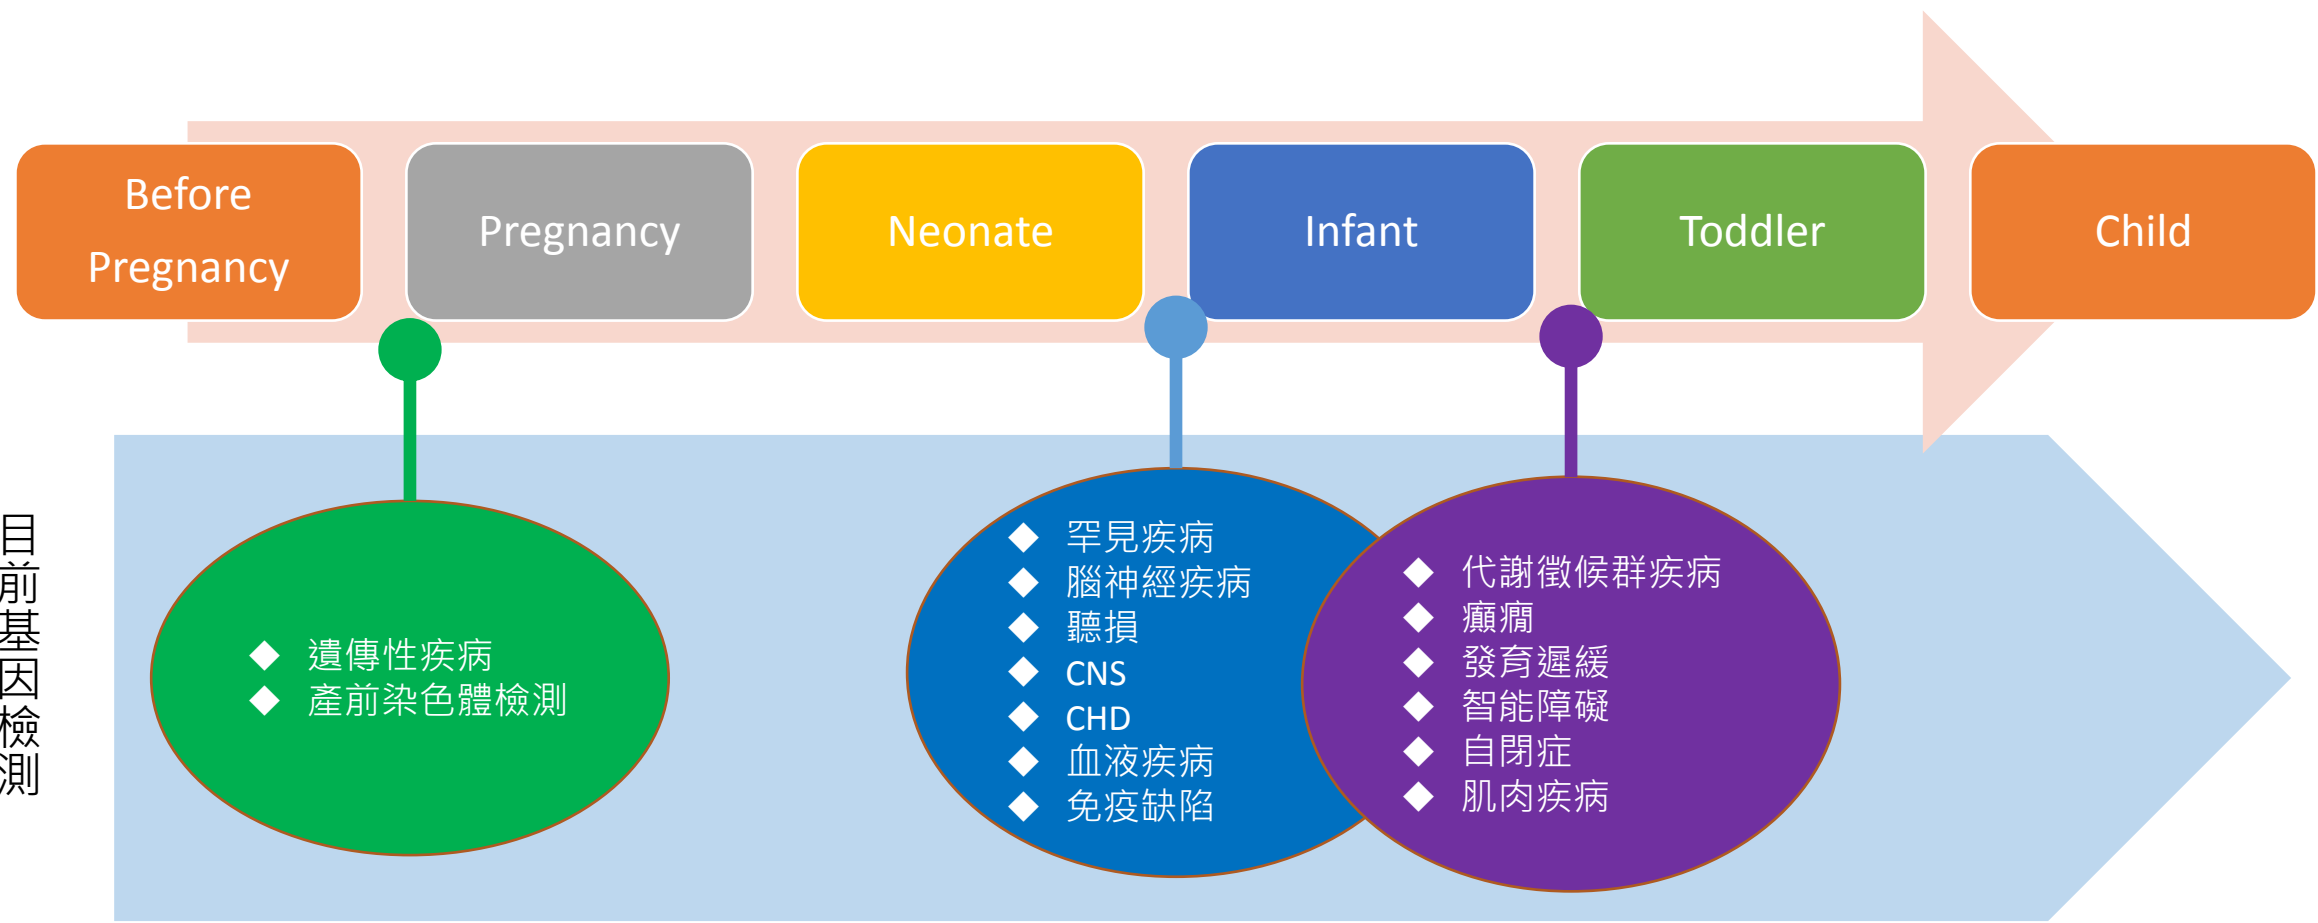 Before
Pregnancy
Pregnancy
Neonate
Infant
Toddler
Child
目前基因檢測
遺傳性疾病
產前染色體檢測
罕見疾病
腦神經疾病
聽損
CNS
CHD
血液疾病
免疫缺陷
代謝徵候群疾病
癲癇
發育遲緩
智能障礙
自閉症
肌肉疾病